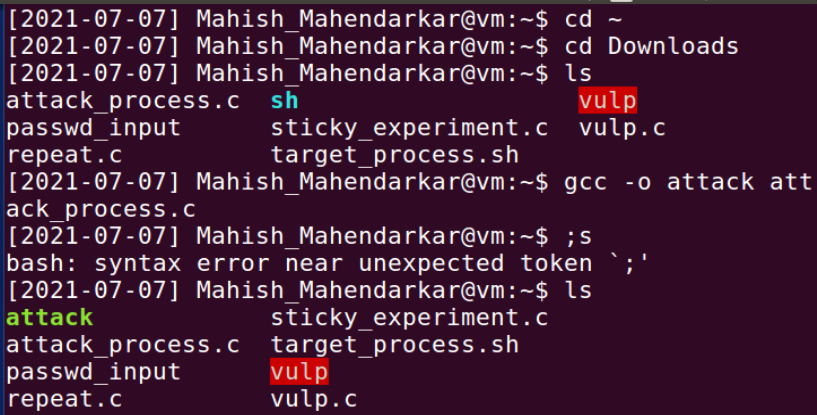 [2021-07-07] Mahish_Mahendarkar@vm:~$ cd ~
[2021-07-07] Mahish_Mahendarkar@vm:~$ cd Downloads
[2021-07-07] Mahish_Mahendarkar@vm:~$ ls
attack_process.c  sh                   vulp
passwd_input      sticky_experiment.c  vulp.c
repeat.c          target_process.sh
[2021-07-07] Mahish_Mahendarkar@vm:~$ gcc -o attack att
ack_process.c
[2021-07-07] Mahish_Mahendarkar@vm:~$ ;s
bash: syntax error near unexpected token `;'
[2021-07-07] Mahish_Mahendarkar@vm:~$ ls
attack            sticky_experiment.c
attack_process.c  target_process.sh
passwd_input      vulp
repeat.c          vulp.c